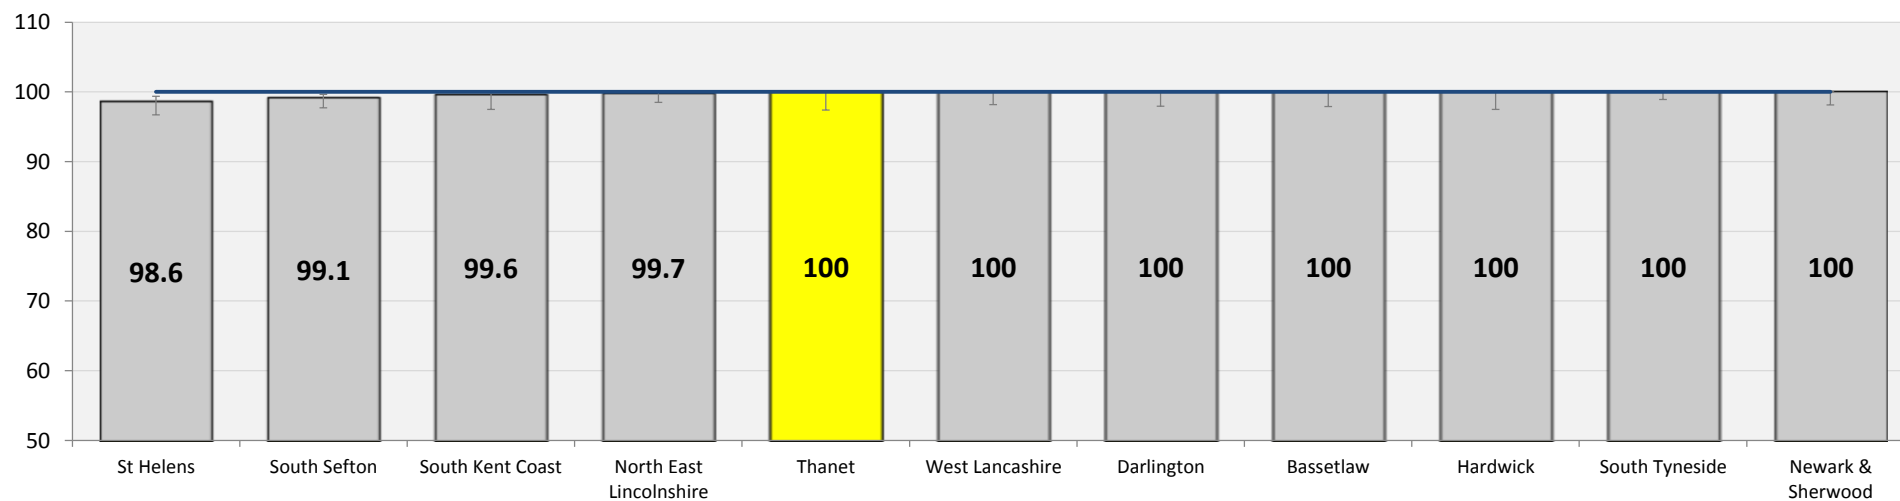 110
100
90
80
70
60
50
98.6
99.1
99.6
99.7
100
100
100
100
100
100
100
St Helens
South Sefton
South Kent Coast
North East
Lincolnshire
Thanet
West Lancashire
Darlington
Bassetlaw
Hardwick
South Tyneside
Newark &
Sherwood